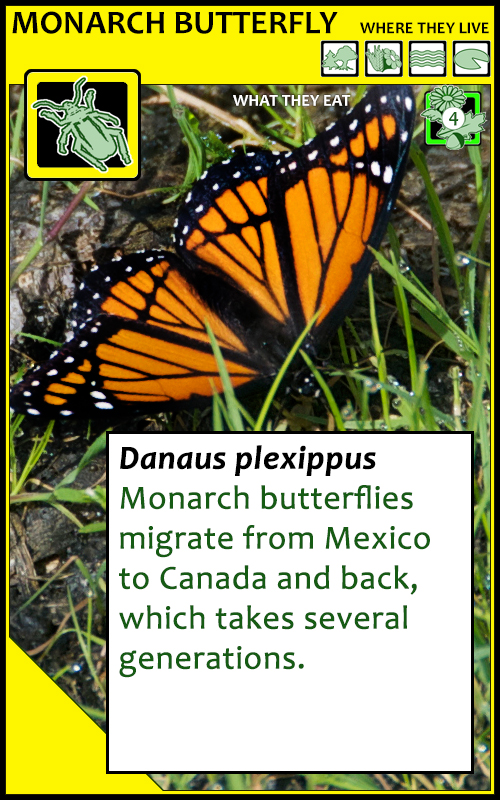 MONARCH BUTTERFLY
WHERE THEY LIVE
WHAT THEY EAT
4
Danaus plexippus
Monarch butterflies
migrate from Mexico
to Canada and back,
which takes several
generations.